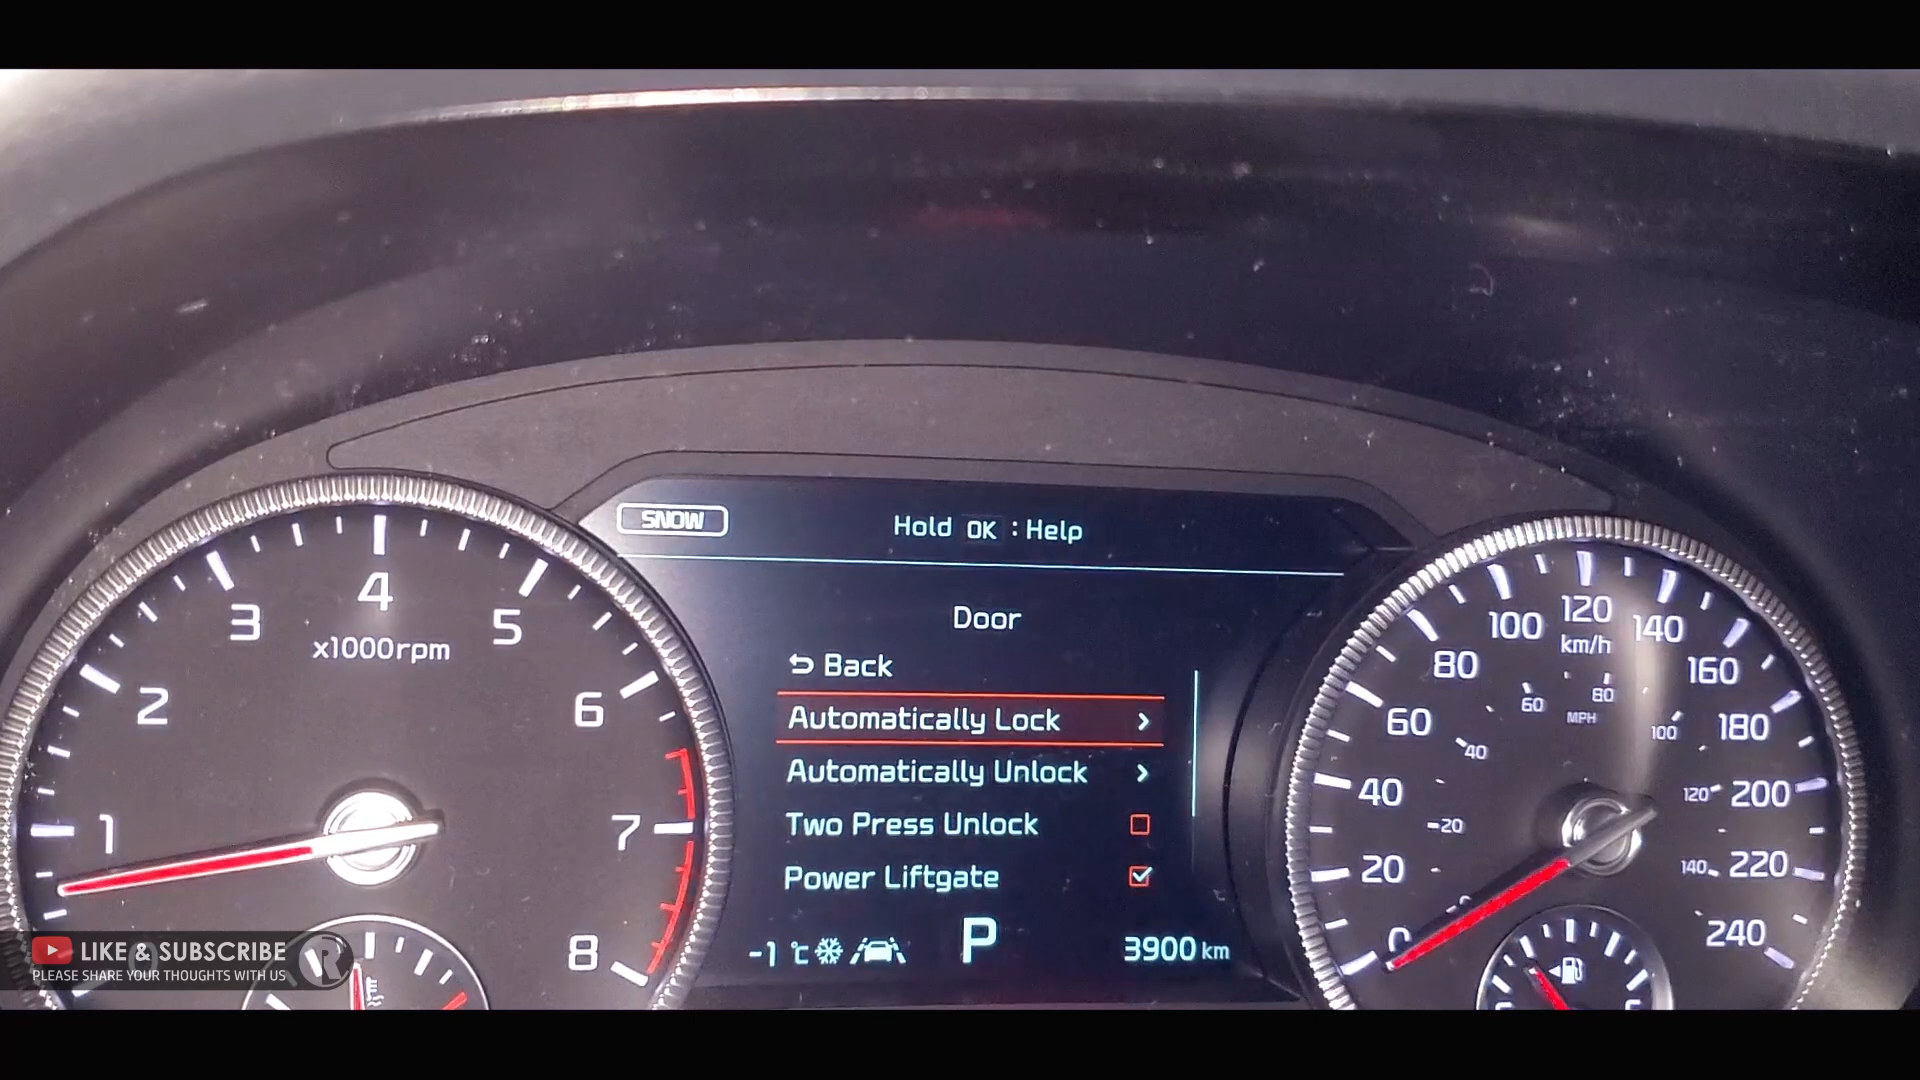 SNOW
Hold OK : Help
Door
Back
Automatically Lock
Automatically Unlock
Two Press Unlock
Power Liftgate
-1 °C
P
3900 km
1
2
3
4
5
6
7
8
x1000rpm
0
20
40
60
80
100
120
140
160
180
200
220
240
km/h
20
40
60
80
100
120
140
MPH
LIKE & SUBSCRIBE
PLEASE SHARE YOUR THOUGHTS WITH US
R